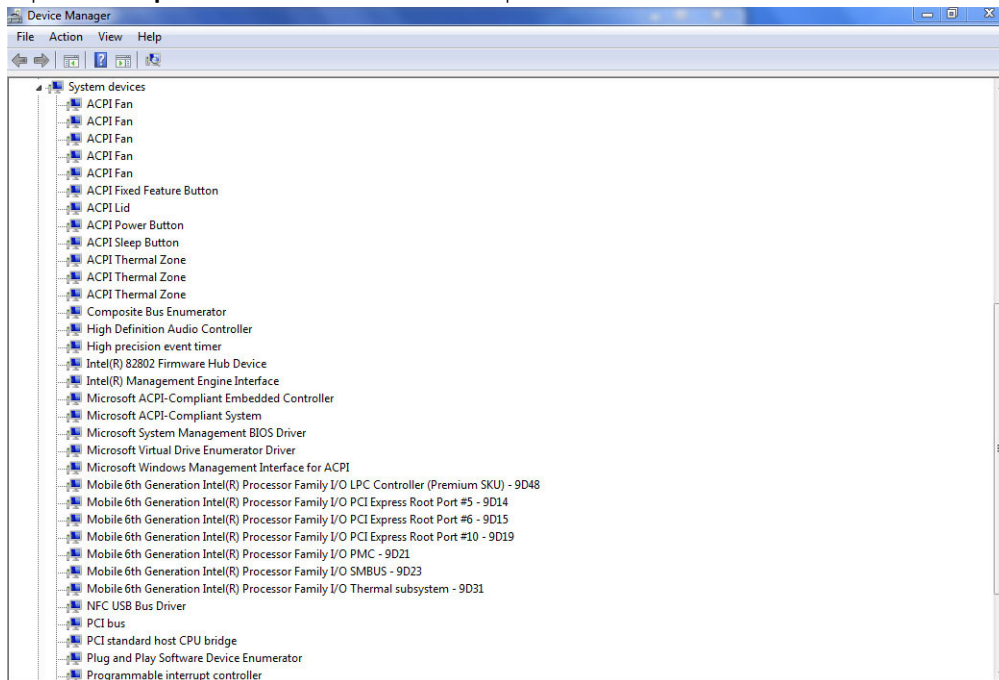 Device Manager
File Action View Help
System devices
ACPI Fan
ACPI Fan
ACPI Fan
ACPI Fan
ACPI Fan
ACPI Fixed Feature Button
ACPI Lid
ACPI Power Button
ACPI Sleep Button
ACPI Thermal Zone
ACPI Thermal Zone
ACPI Thermal Zone
Composite Bus Enumerator
High Definition Audio Controller
High precision event timer
Intel(R) 82802 Firmware Hub Device
Intel(R) Management Engine Interface
Microsoft ACPI-Compliant Embedded Controller
Microsoft ACPI-Compliant System
Microsoft System Management BIOS Driver
Microsoft Virtual Drive Enumerator Driver
Microsoft Windows Management Interface for ACPI
Mobile 6th Generation Intel(R) Processor Family I/O LPC Controller (Premium SKU) - 9D48
Mobile 6th Generation Intel(R) Processor Family I/O PCI Express Root Port #5 - 9D14
Mobile 6th Generation Intel(R) Processor Family I/O PCI Express Root Port #6 - 9D15
Mobile 6th Generation Intel(R) Processor Family I/O PCI Express Root Port #10 - 9D19
Mobile 6th Generation Intel(R) Processor Family I/O PMC - 9D21
Mobile 6th Generation Intel(R) Processor Family I/O SMBUS - 9D23
Mobile 6th Generation Intel(R) Processor Family I/O Thermal subsystem - 9D31
NFC USB Bus Driver
PCI bus
PCI standard host CPU bridge
Plug and Play Software Device Enumerator
Programmable interrupt controller